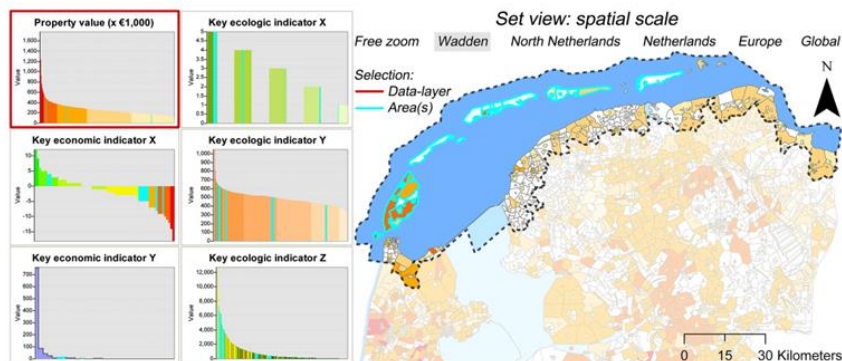 Property value (x €1,000)
Value
1,600
1,400
1,200
1,000
800
600
400
200
0
Key ecologic indicator X
Value
5
4.5
4
3.5
3
2.5
2
1.5
1
0.5
0
Key economic indicator X
Value
10
5
0
-5
-10
-15
Key ecologic indicator Y
Value
1,000
900
800
700
600
500
400
300
200
100
0
Key economic indicator Y
Value
700
600
500
400
300
200
100
0
Key ecologic indicator Z
Value
12,000
10,000
8,000
6,000
4,000
2,000
0
Set view: spatial scale
Free zoom Wadden North Netherlands Netherlands Europe Global
Selection:
Data-layer
Area(s)
N
0 15 30 Kilometers